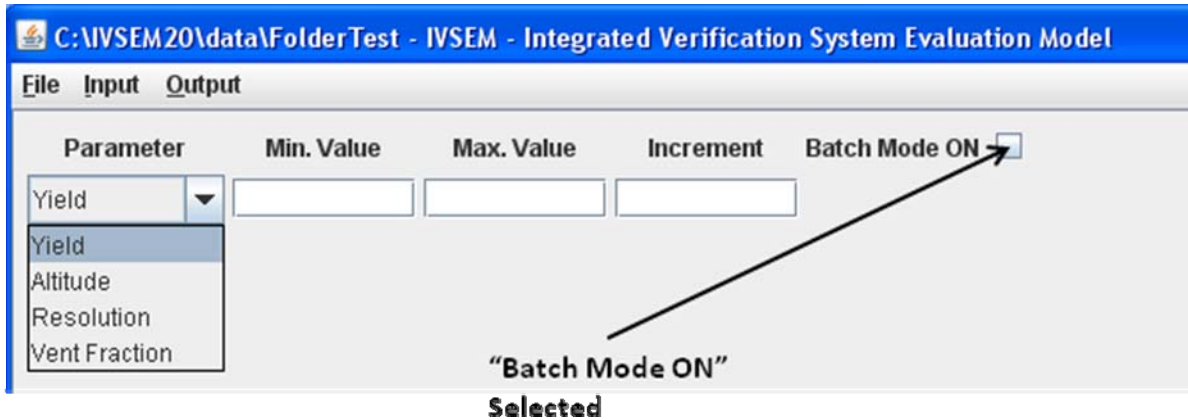 C:\IVSEM20\data\FolderTest - IVSEM - Integrated Verification System Evaluation Model
File Input Output
Parameter Min. Value Max. Value Increment Batch Mode ON
Yield
Yield
Altitude
Resolution
Vent Fraction
"Batch Mode ON"
Selected